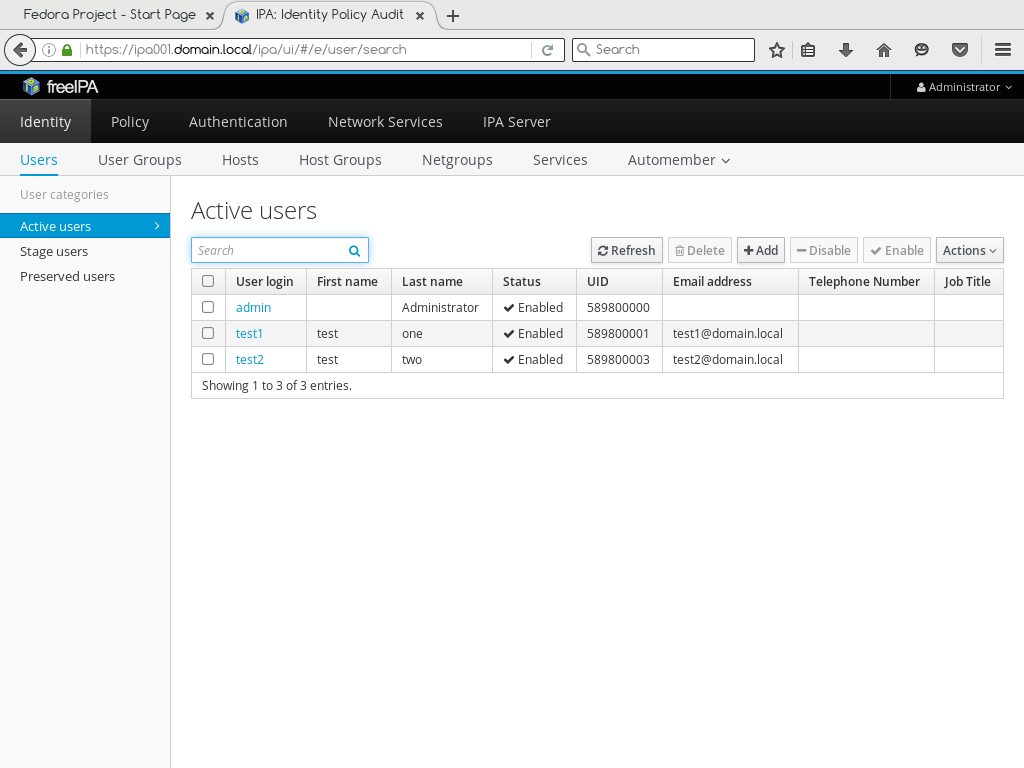 Fedora Project - Start Page
IPA: Identity Policy Audit
https://ipa001.domain.local/ipa/ui/#/e/user/search
Search
freeIPA
Administrator
Identity Policy Authentication Network Services IPA Server
Users User Groups Hosts Host Groups Netgroups Services Automember
User categories
Active users
Stage users
Preserved users
Active users
Search
Refresh Delete Add Disable Enable Actions
User login First name Last name Status UID Email address Telephone Number Job Title
admin Administrator Enabled 589800000
test1 test one Enabled 589800001 test1@domain.local
test2 test two Enabled 589800003 test2@domain.local
Showing 1 to 3 of 3 entries.